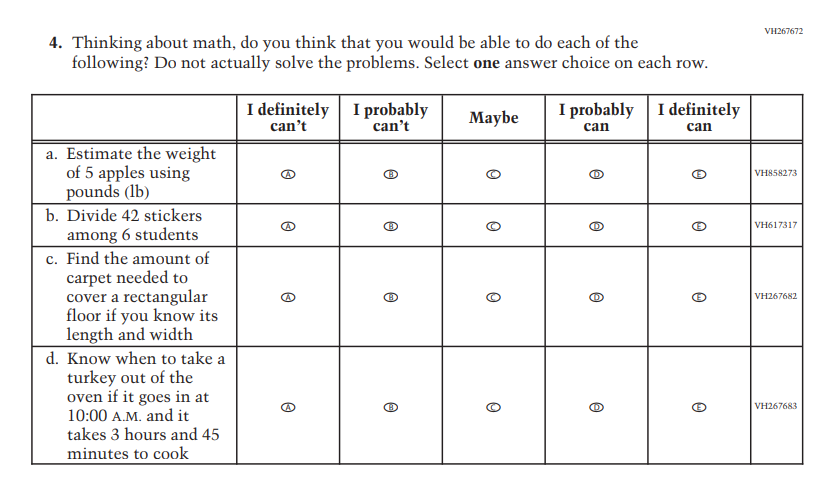 VH267672
4. Thinking about math, do you think that you would be able to do each of the
following? Do not actually solve the problems. Select one answer choice on each row.
I definitely can't I probably can't Maybe I probably can I definitely can
a. Estimate the weight
of 5 apples using
pounds (lb)
A B C D E VH858273
b. Divide 42 stickers
among 6 students
A B C D E VH617317
c. Find the amount of
carpet needed to
cover a rectangular
floor if you know its
length and width
A B C D E VH267682
d. Know when to take a
turkey out of the
oven if it goes in at
10:00 A.M. and it
takes 3 hours and 45
minutes to cook
A B C D E VH267683